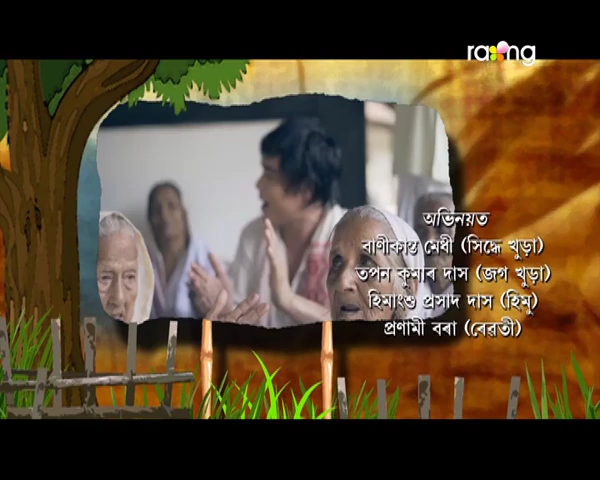 rang
অভিনয়ত
বাণীকান্ত মেধী (সিদ্ধে খুড়া)
তপন কুমাৰ দাস (জগ খুড়া)
হিমাংশু প্ৰসাদ দাস (হিমু)
প্ৰণামী বৰা (ৰেৱতী)